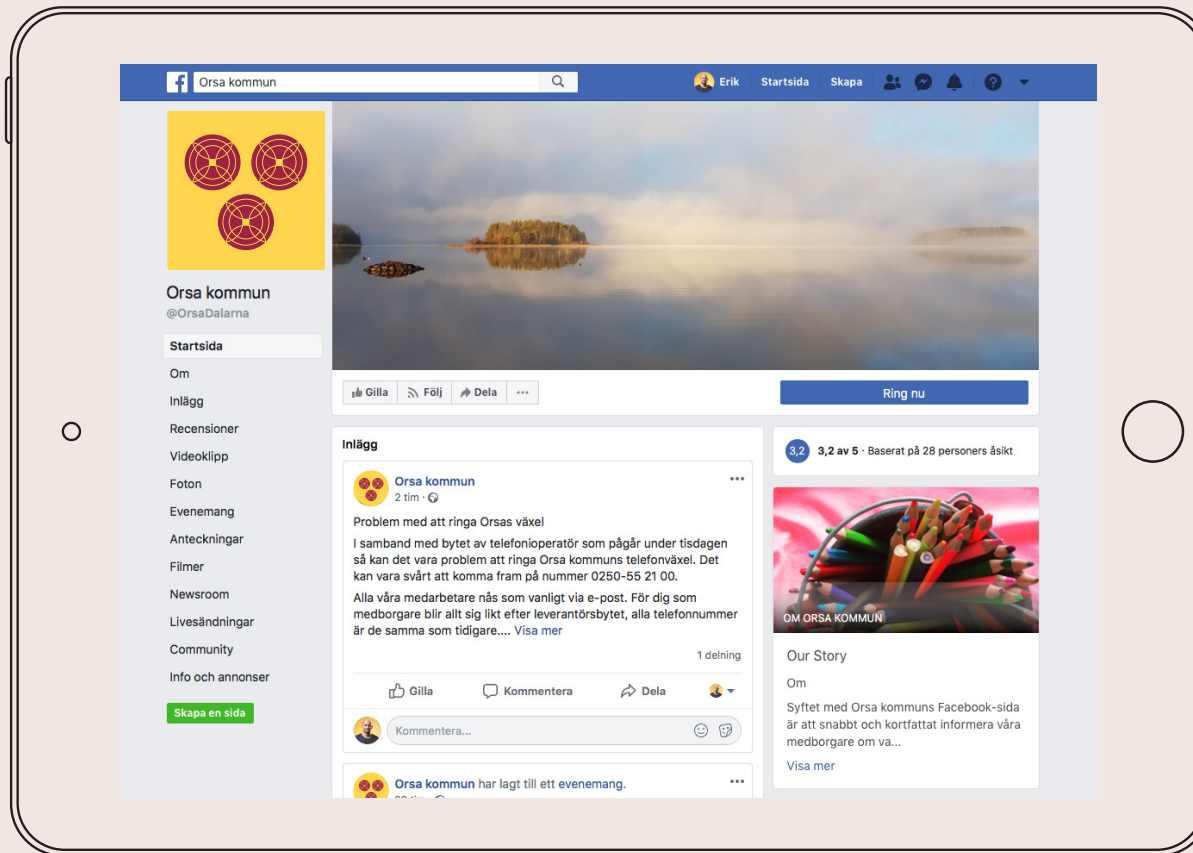 Orsa kommun
Erik
Startsida
Skapa
Orsa kommun
@OrsaDalarna
Startsida
Om
Inlägg
Recensioner
Videoklipp
Foton
Evenemang
Anteckningar
Filmer
Newsroom
Livesändningar
Community
Info och annonser
Skapa en sida
Gilla
Följ
Dela
Ring nu
Inlägg
Orsa kommun
2 tim
Problem med att ringa Orsas växel
I samband med bytet av telefonioperatör som pågår under tisdagen
så kan det vara problem att ringa Orsa kommuns telefonväxel. Det
kan vara svårt att komma fram på nummer 0250-55 21 00.
Alla våra medarbetare nås som vanligt via e-post. För dig som
medborgare blir allt sig likt efter leverantörsbytet, alla telefonnummer
är de samma som tidigare.... Visa mer
1 delning
Gilla
Kommentera
Dela
Kommentera...
Orsa kommun har lagt till ett evenemang.
3,2
3,2 av 5 · Baserat på 28 personers åsikt
OM ORSA KOMMUN
Our Story
Om
Syftet med Orsa kommuns Facebook-sida
är att snabbt och kortfattat informera våra
medborgare om va...
Visa mer